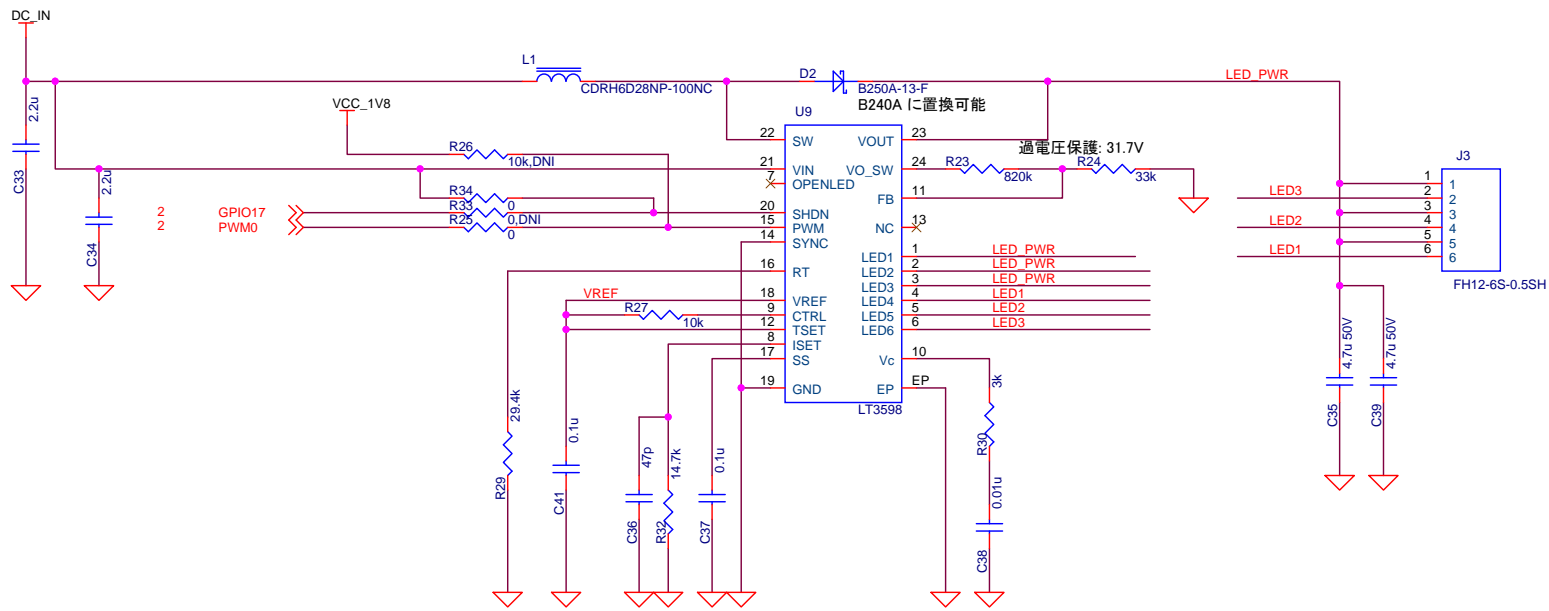 DC_IN
L1
CDRH6D28NP-100NC
D2
B250A-13-F
B240A に置換可能
LED_PWR
2.2u
C33
VCC_1V8
R26
10k,DNI
2.2u
C34
R34
0
R33
0,DNI
R25
0
2 GPIO17
2 PWM0
U9
22 SW
21 VIN
7 OPENLED
20 SHDN
15 PWM
14 SYNC
16 RT
18 VREF
9 CTRL
12 TSET
8 ISET
17 SS
19 GND
VOUT 23
VO_SW 24
FB 11
NC 13
LED1 1 LED_PWR
LED2 2 LED_PWR
LED3 3 LED_PWR
LED4 4 LED1
LED5 5 LED2
LED6 6 LED3
Vc 10
EP EP
LT3598
過電圧保護: 31.7V
R23
820k
R24
33k
J3
1 1
LED3 2 2
3 3
LED2 4 4
5 5
LED1 6 6
FH12-6S-0.5SH
VREF
R27
10k
29.4k
R29
0.1u
C41
47p
C36
14.7k
R32
0.1u
C37
3k
R30
0.01u
C38
4.7u 50V
C35
4.7u 50V
C39